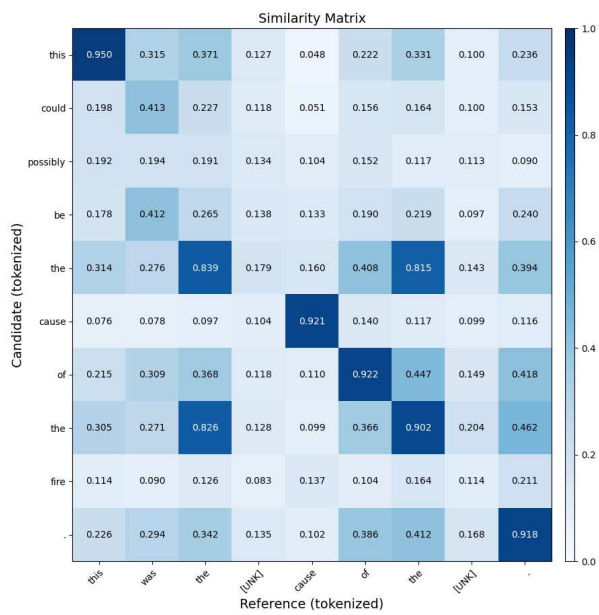 Similarity Matrix
this 0.950 0.315 0.371 0.127 0.048 0.222 0.331 0.100 0.236
could 0.198 0.413 0.227 0.118 0.051 0.156 0.164 0.100 0.153
possibly 0.192 0.194 0.191 0.134 0.104 0.152 0.117 0.113 0.090
be 0.178 0.412 0.265 0.138 0.133 0.190 0.219 0.097 0.240
the 0.314 0.276 0.839 0.179 0.160 0.408 0.815 0.143 0.394
cause 0.076 0.078 0.097 0.104 0.921 0.140 0.117 0.099 0.116
of 0.215 0.309 0.368 0.118 0.110 0.922 0.447 0.149 0.418
the 0.305 0.271 0.826 0.128 0.099 0.366 0.902 0.204 0.462
fire 0.114 0.090 0.126 0.083 0.137 0.104 0.164 0.114 0.211
. 0.226 0.294 0.342 0.135 0.102 0.386 0.412 0.168 0.918
this was the [UNK] cause of the [UNK] .
Reference (tokenized)
Candidate (tokenized)
1.0
0.8
0.6
0.4
0.2
0.0